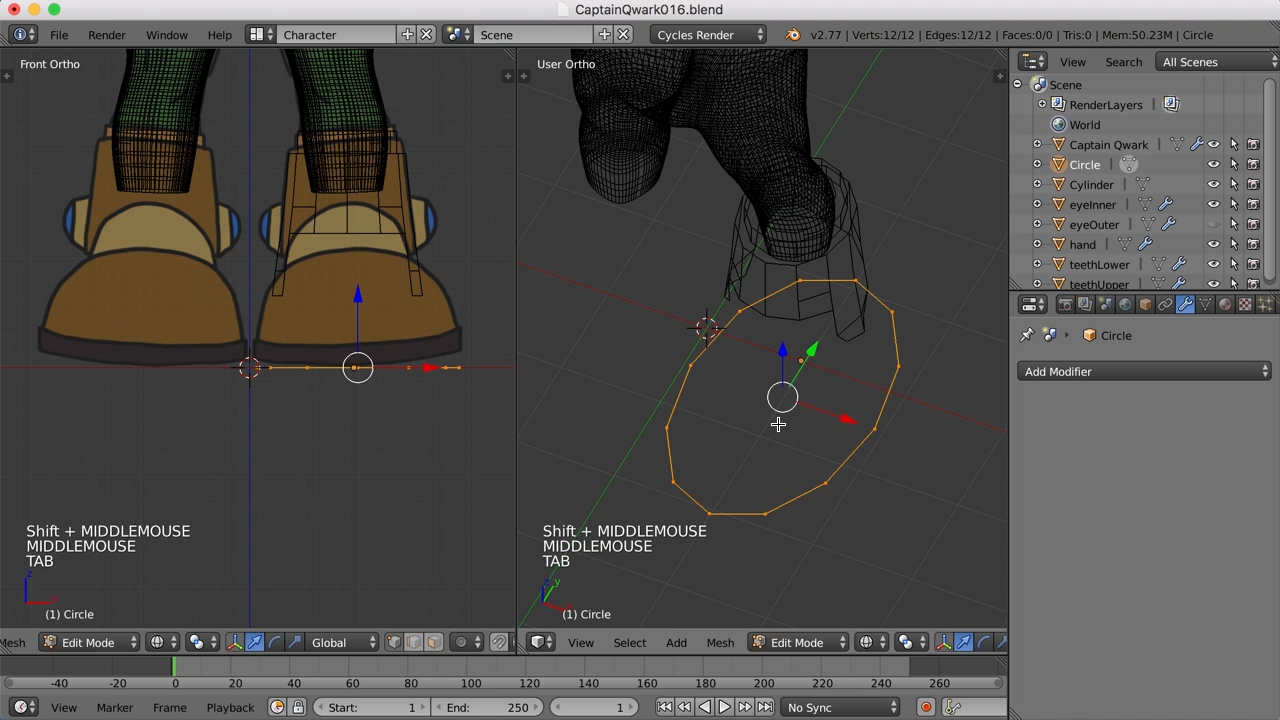 CaptainQwark016.blend
File Render Window Help Character Scene Cycles Render v2.77 | Verts:12/12 | Edges:12/12 | Faces:0/0 | Tris:0 | Mem:50.23M | Circle
Front Ortho
User Ortho
View Search All Scenes
Scene
RenderLayers
World
Captain Qwark
Circle
Cylinder
eyeInner
eyeOuter
hand
teethLower
teethUpper
Circle
Add Modifier
Shift + MIDDLEMOUSE
MIDDLEMOUSE
TAB
z
(1) Circle
Shift + MIDDLEMOUSE
MIDDLEMOUSE
TAB
z y
(1) Circle
Mesh Edit Mode Global
View Select Add Mesh Edit Mode
-40 -20 0 20 40 60 80 100 120 140 160 180 200 220 240 260
View Marker Frame Playback Start: 1 End: 250 1 No Sync